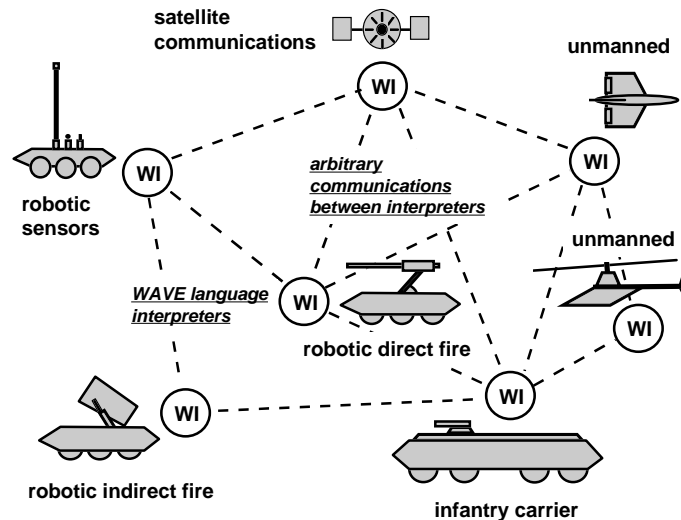 satellite
communications
unmanned
WI
WI
WI
arbitrary
communications
between interpreters
robotic
sensors
unmanned
WAVE language
interpreters
WI
WI
robotic direct fire
WI
WI
robotic indirect fire
infantry carrier